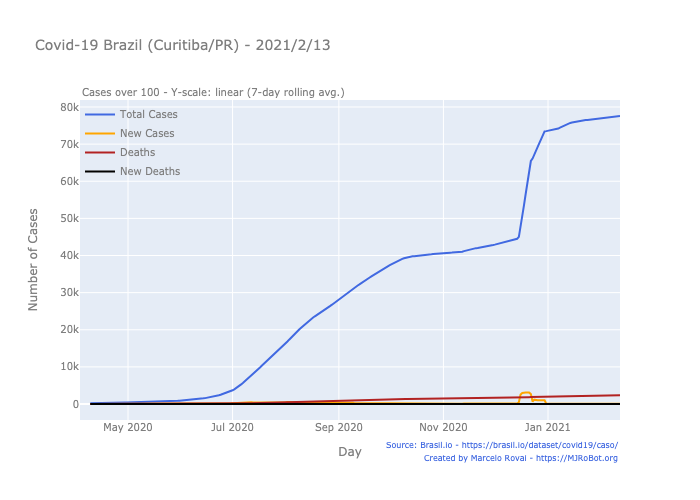 Covid-19 Brazil (Curitiba/PR) - 2021/2/13
Cases over 100 - Y-scale: linear (7-day rolling avg.)
Total Cases
New Cases
Deaths
New Deaths
80k
70k
60k
50k
40k
30k
20k
10k
0
Number of Cases
May 2020
Jul 2020
Sep 2020
Nov 2020
Jan 2021
Day
Source: Brasil.io - https://brasil.io/dataset/covid19/caso/
Created by Marcelo Rovai - https://MJRoBot.org